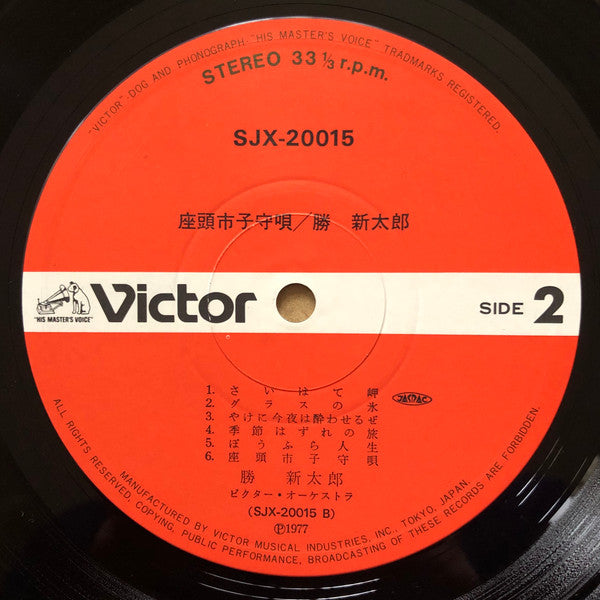 "VICTOR"-DOG AND PHONOGRAPH-"HIS MASTER'S VOICE" TRADMARKS REGISTERED.
STEREO 33 1/3 r.p.m.
SJX-20015
座頭市子守唄／勝 新太郎
"HIS MASTER'S VOICE"
Victor
SIDE 2
1. さいはて岬
2. グラスの氷
3. やけに今夜は酔わせるぜ
4. 季節はずれの旅
5. ぼうふら人生
6. 座頭市子守唄
JASRAC
勝 新太郎
ビクター・オーケストラ
(SJX-20015 B)
Ⓟ1977
MANUFACTURED BY VICTOR MUSICAL INDUSTRIES, INC., TOKYO, JAPAN.
ALL RIGHTS RESERVED, COPYING, PUBLIC PERFORMANCE, BROADCASTING OF THESE RECORDS ARE FORBIDDEN.